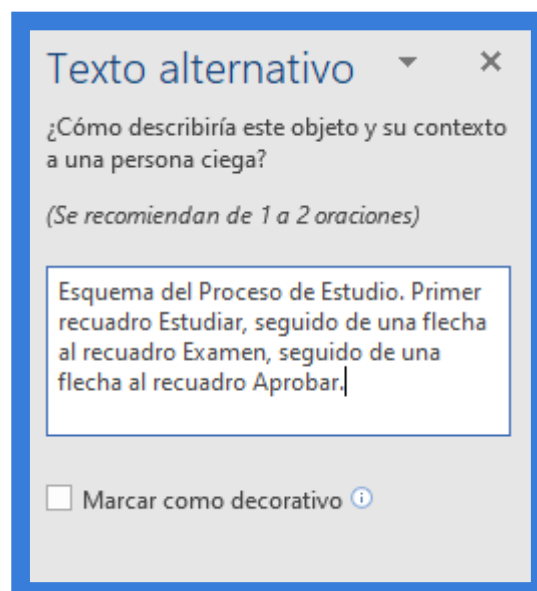 Texto alternativo
¿Cómo describiría este objeto y su contexto
a una persona ciega?
(Se recomiendan de 1 a 2 oraciones)
Esquema del Proceso de Estudio. Primer
recuadro Estudiar, seguido de una flecha
al recuadro Examen, seguido de una
flecha al recuadro Aprobar.
Marcar como decorativo